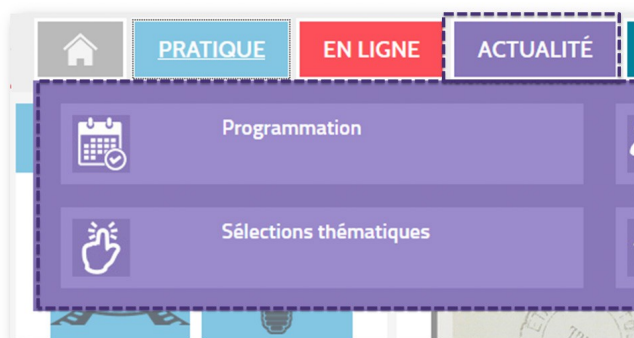 PRATIQUE
EN LIGNE
ACTUALITÉ
Programmation
Sélections thématiques